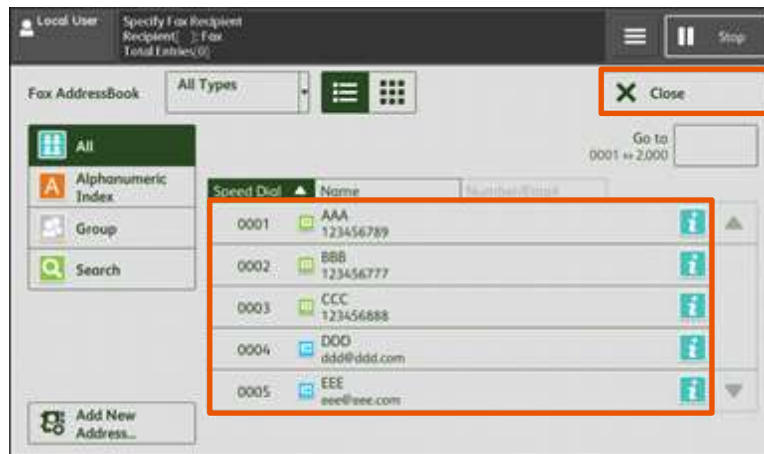 Local User
Specify Fax Recipient
Recipient[ ]:Fax
Total Entries[0]
Stop
Fax AddressBook
All Types
Close
All
Go to
0001 ↔ 2,000
Alphanumeric
Index
Speed Dial
Name
Number/Email
Group
0001
AAA
123456789
Search
0002
BBB
123456777
0003
CCC
123456888
0004
DDD
ddd@ddd.com
0005
EEE
eee@eee.com
Add New
Address...